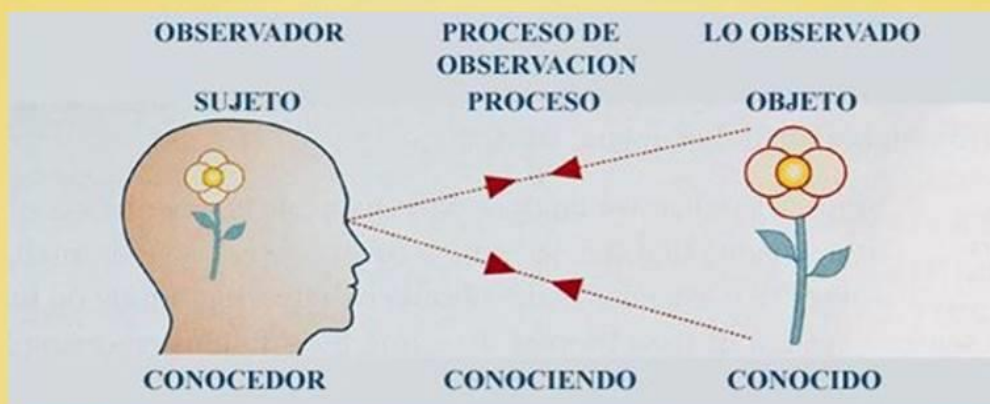 OBSERVADOR
PROCESO DE
OBSERVACION
LO OBSERVADO
SUJETO
PROCESO
OBJETO
CONOCEDOR
CONOCIENDO
CONOCIDO